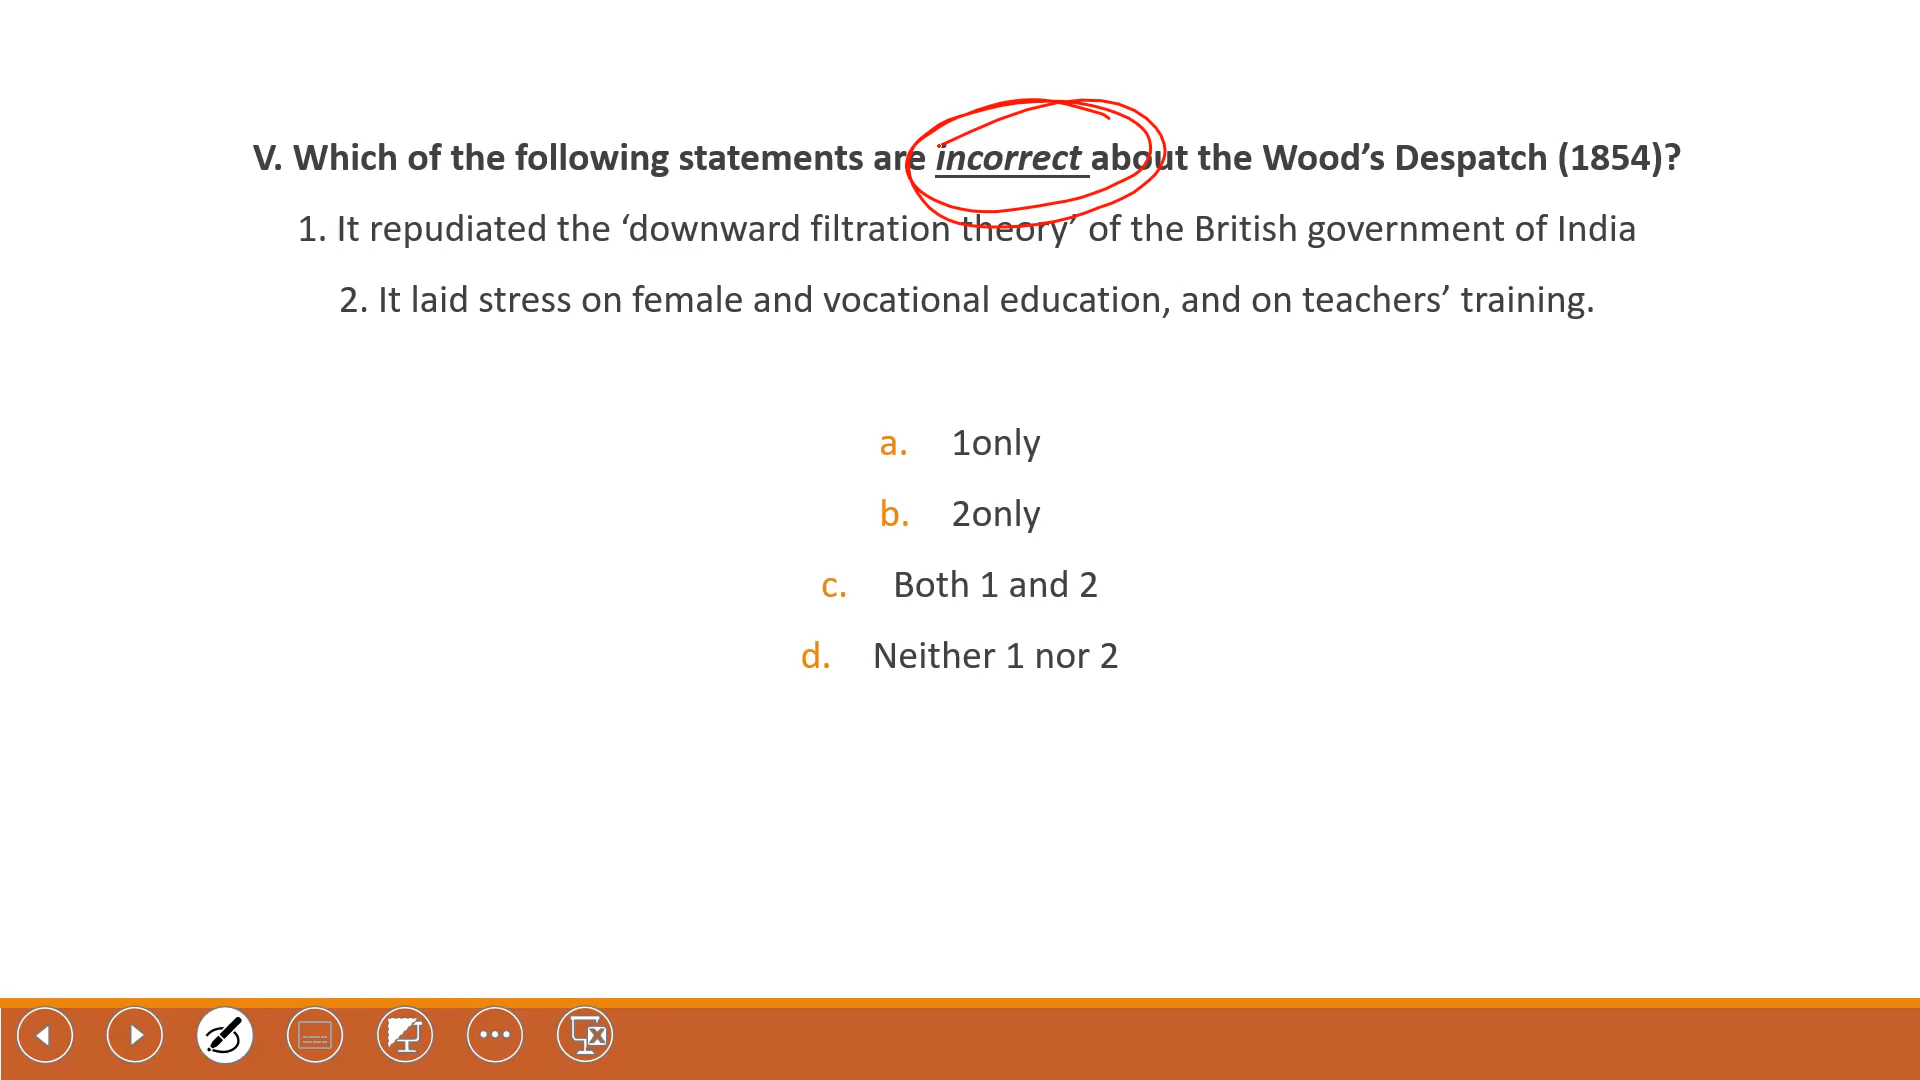 V. Which of the following statements are incorrect about the Wood’s Despatch (1854)?
1. It repudiated the ‘downward filtration theory’ of the British government of India
2. It laid stress on female and vocational education, and on teachers’ training.
a. 1only
b. 2only
c. Both 1 and 2
d. Neither 1 nor 2